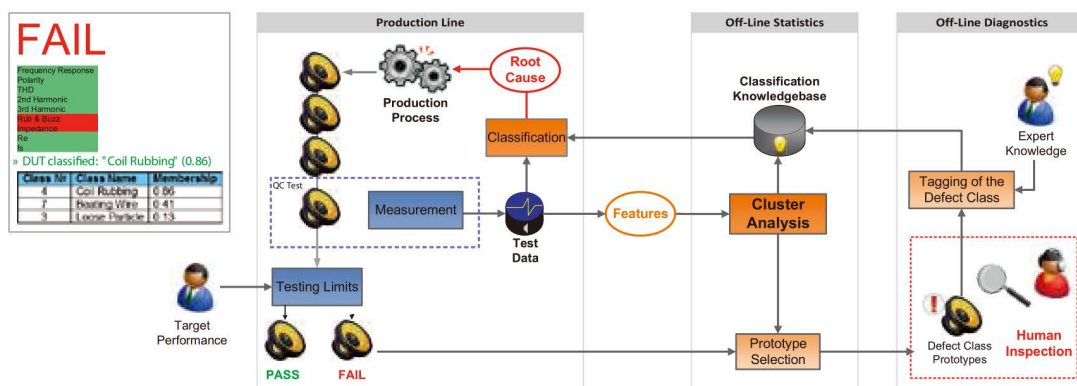 FAIL
Frequency Response
Polarity
THD
2nd Harmonic
3rd Harmonic
Rub & Buzz
Impedance
Re
fs
» DUT classified: "Coil Rubbing" (0.86)
Class Nr Class Name Membership
4 Coil Rubbing 0.86
7 Beating Wire 0.41
3 Loose Particle 0.13
Target
Performance
Production Line
Production
Process
Root
Cause
Classification
QC Test
Measurement
Test
Data
Features
Testing Limits
PASS
FAIL
Off-Line Statistics
Classification
Knowledgebase
Cluster
Analysis
Prototype
Selection
Off-Line Diagnostics
Expert
Knowledge
Tagging of the
Defect Class
Defect Class
Prototypes
Human
Inspection